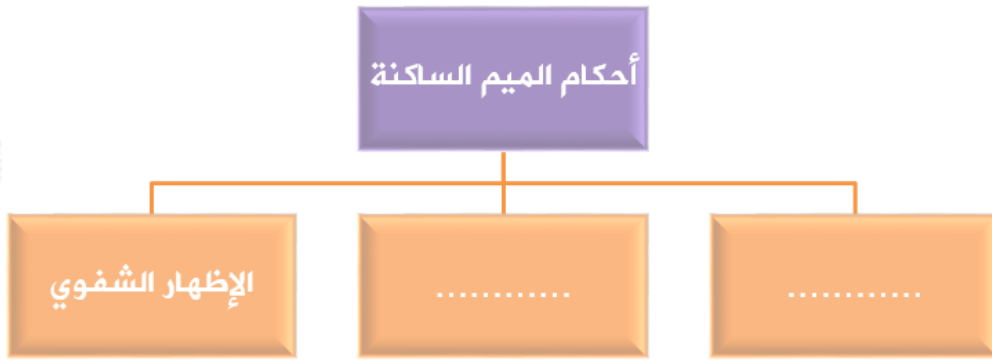 أحكام الميم الساكنة
............
............
الإظهار الشفوي